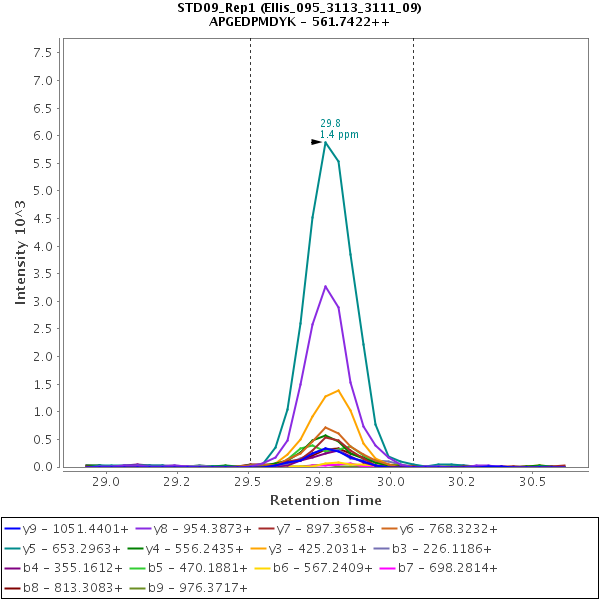 STD09_Rep1 (Ellis_095_3113_3111_09)
APGEDPMDYK - 561.7422++
29.8
1.4 ppm
Intensity 10^3
7.5
7.0
6.5
6.0
5.5
5.0
4.5
4.0
3.5
3.0
2.5
2.0
1.5
1.0
0.5
0.0
29.0 29.2 29.5 29.8 30.0 30.2 30.5
Retention Time
y9 - 1051.4401+ y8 - 954.3873+ y7 - 897.3658+ y6 - 768.3232+
y5 - 653.2963+ y4 - 556.2435+ y3 - 425.2031+ b3 - 226.1186+
b4 - 355.1612+ b5 - 470.1881+ b6 - 567.2409+ b7 - 698.2814+
b8 - 813.3083+ b9 - 976.3717+